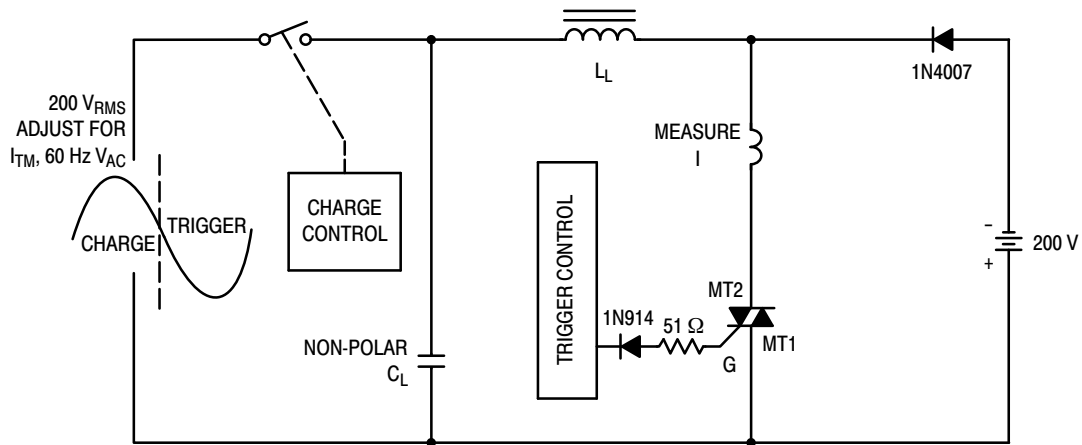 200 V_RMS
ADJUST FOR
I_TM, 60 Hz V_AC
TRIGGER
CHARGE
CHARGE
CONTROL
NON-POLAR
C_L
L_L
TRIGGER CONTROL
MEASURE
I
1N914
51 Ω
G
MT2
MT1
1N4007
-
+
200 V